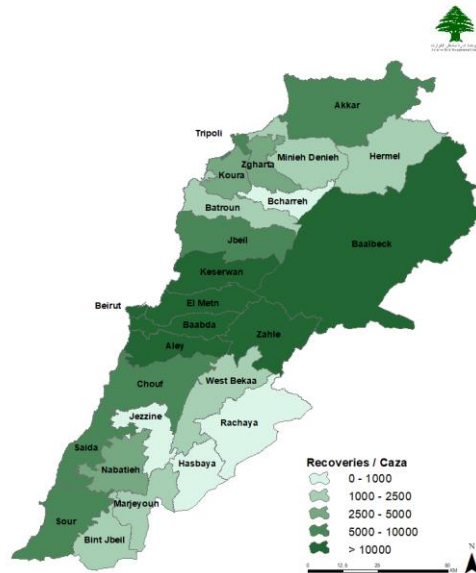 Akkar
Tripoli
Minieh Denieh
Hermel
Zgharta
Koura
Bcharreh
Batroun
Jbeil
Baalbeck
Keserwan
Beirut
El Metn
Baabda
Zahle
Aley
Chouf
West Bekaa
Jezzine
Rachaya
Saida
Hasbaya
Nabatieh
Marjeyoun
Sour
Bint Jbeil
Recoveries / Caza
0 - 1000
1000 - 2500
2500 - 5000
5000 - 10000
> 10000
N
KM